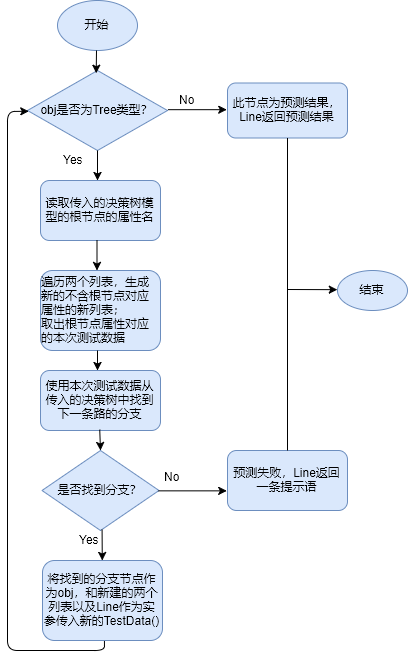 开始
obj是否为Tree类型?
No
此节点为预测结果，
Line返回预测结果
Yes
读取传入的决策树模
型的根节点的属性名
遍历两个列表，生成
新的不含根节点对应
属性的新列表；
取出根节点属性对应
的本次测试数据
结束
使用本次测试数据从
传入的决策树中找到
下一条路的分支
是否找到分支?
No
预测失败，Line返回
一条提示语
Yes
将找到的分支节点作
为obj，和新建的两个
列表以及Line作为实
参传入新的TestData()